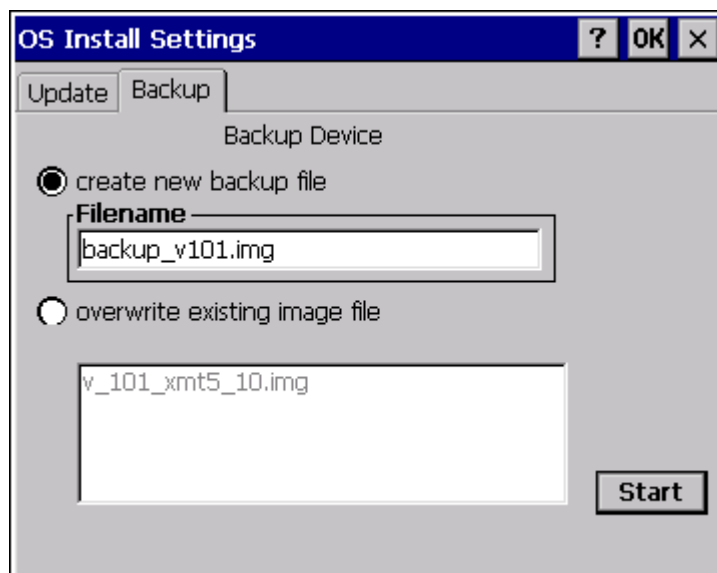 OS Install Settings ? OK ×
Update Backup
Backup Device
create new backup file
Filename
backup_v101.img
overwrite existing image file
v_101_xmt5_10.img
Start